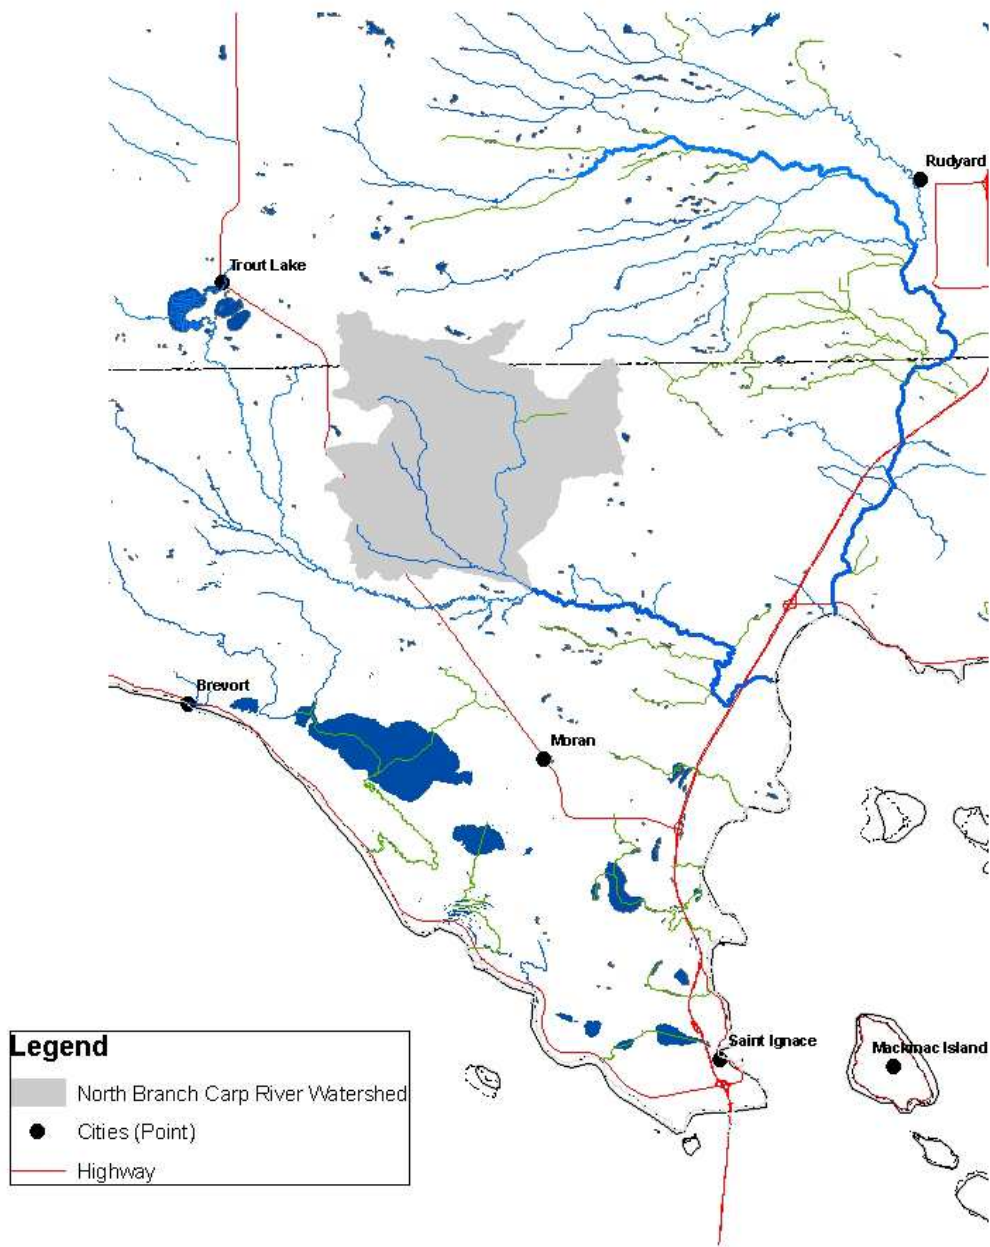 Rudyard
Trout Lake
Brevort
Moran
Saint Ignace
Mackinac Island
Legend
North Branch Carp River Watershed
Cities (Point)
Highway